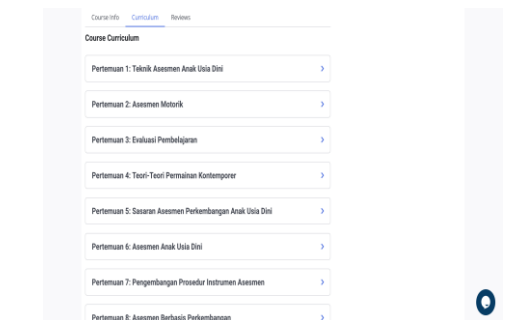 Course Info Curriculum Reviews
Course Curriculum
Pertemuan 1: Teknik Asesmen Anak Usia Dini
Pertemuan 2: Asesmen Motorik
Pertemuan 3: Evaluasi Pembelajaran
Pertemuan 4: Teori-Teori Permainan Kontemporer
Pertemuan 5: Sasaran Asesmen Perkembangan Anak Usia Dini
Pertemuan 6: Asesmen Anak Usia Dini
Pertemuan 7: Pengembangan Prosedur Instrumen Asesmen
Pertemuan 8: Asesmen Berbasis Perkembangan